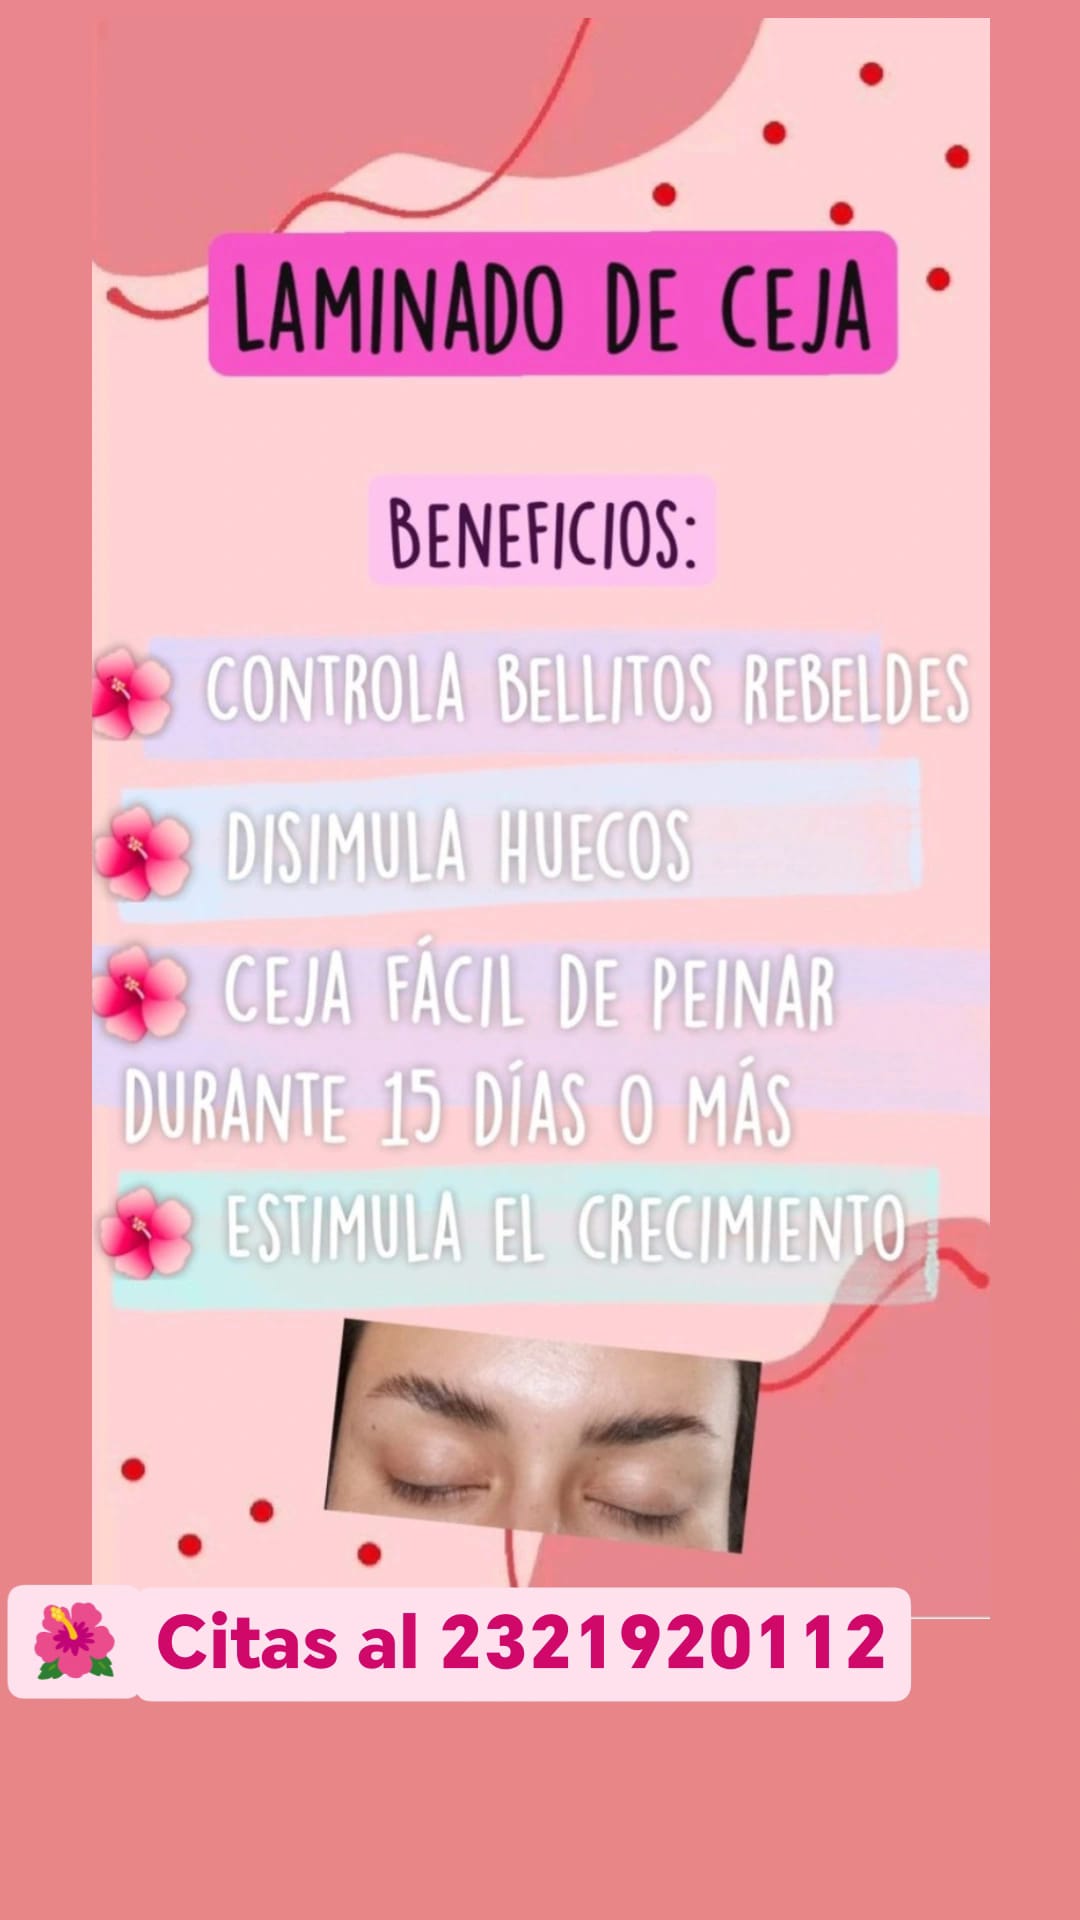 LAMINADO DE CEJA
BENEFICIOS:
🌺 CONTROLA BELLITOS REBELDES
🌺 DISIMULA HUECOS
🌺 CEJA FÁCIL DE PEINAR
DURANTE 15 DÍAS O MÁS
🌺 ESTIMULA EL CRECIMIENTO
🌺 Citas al 2321920112